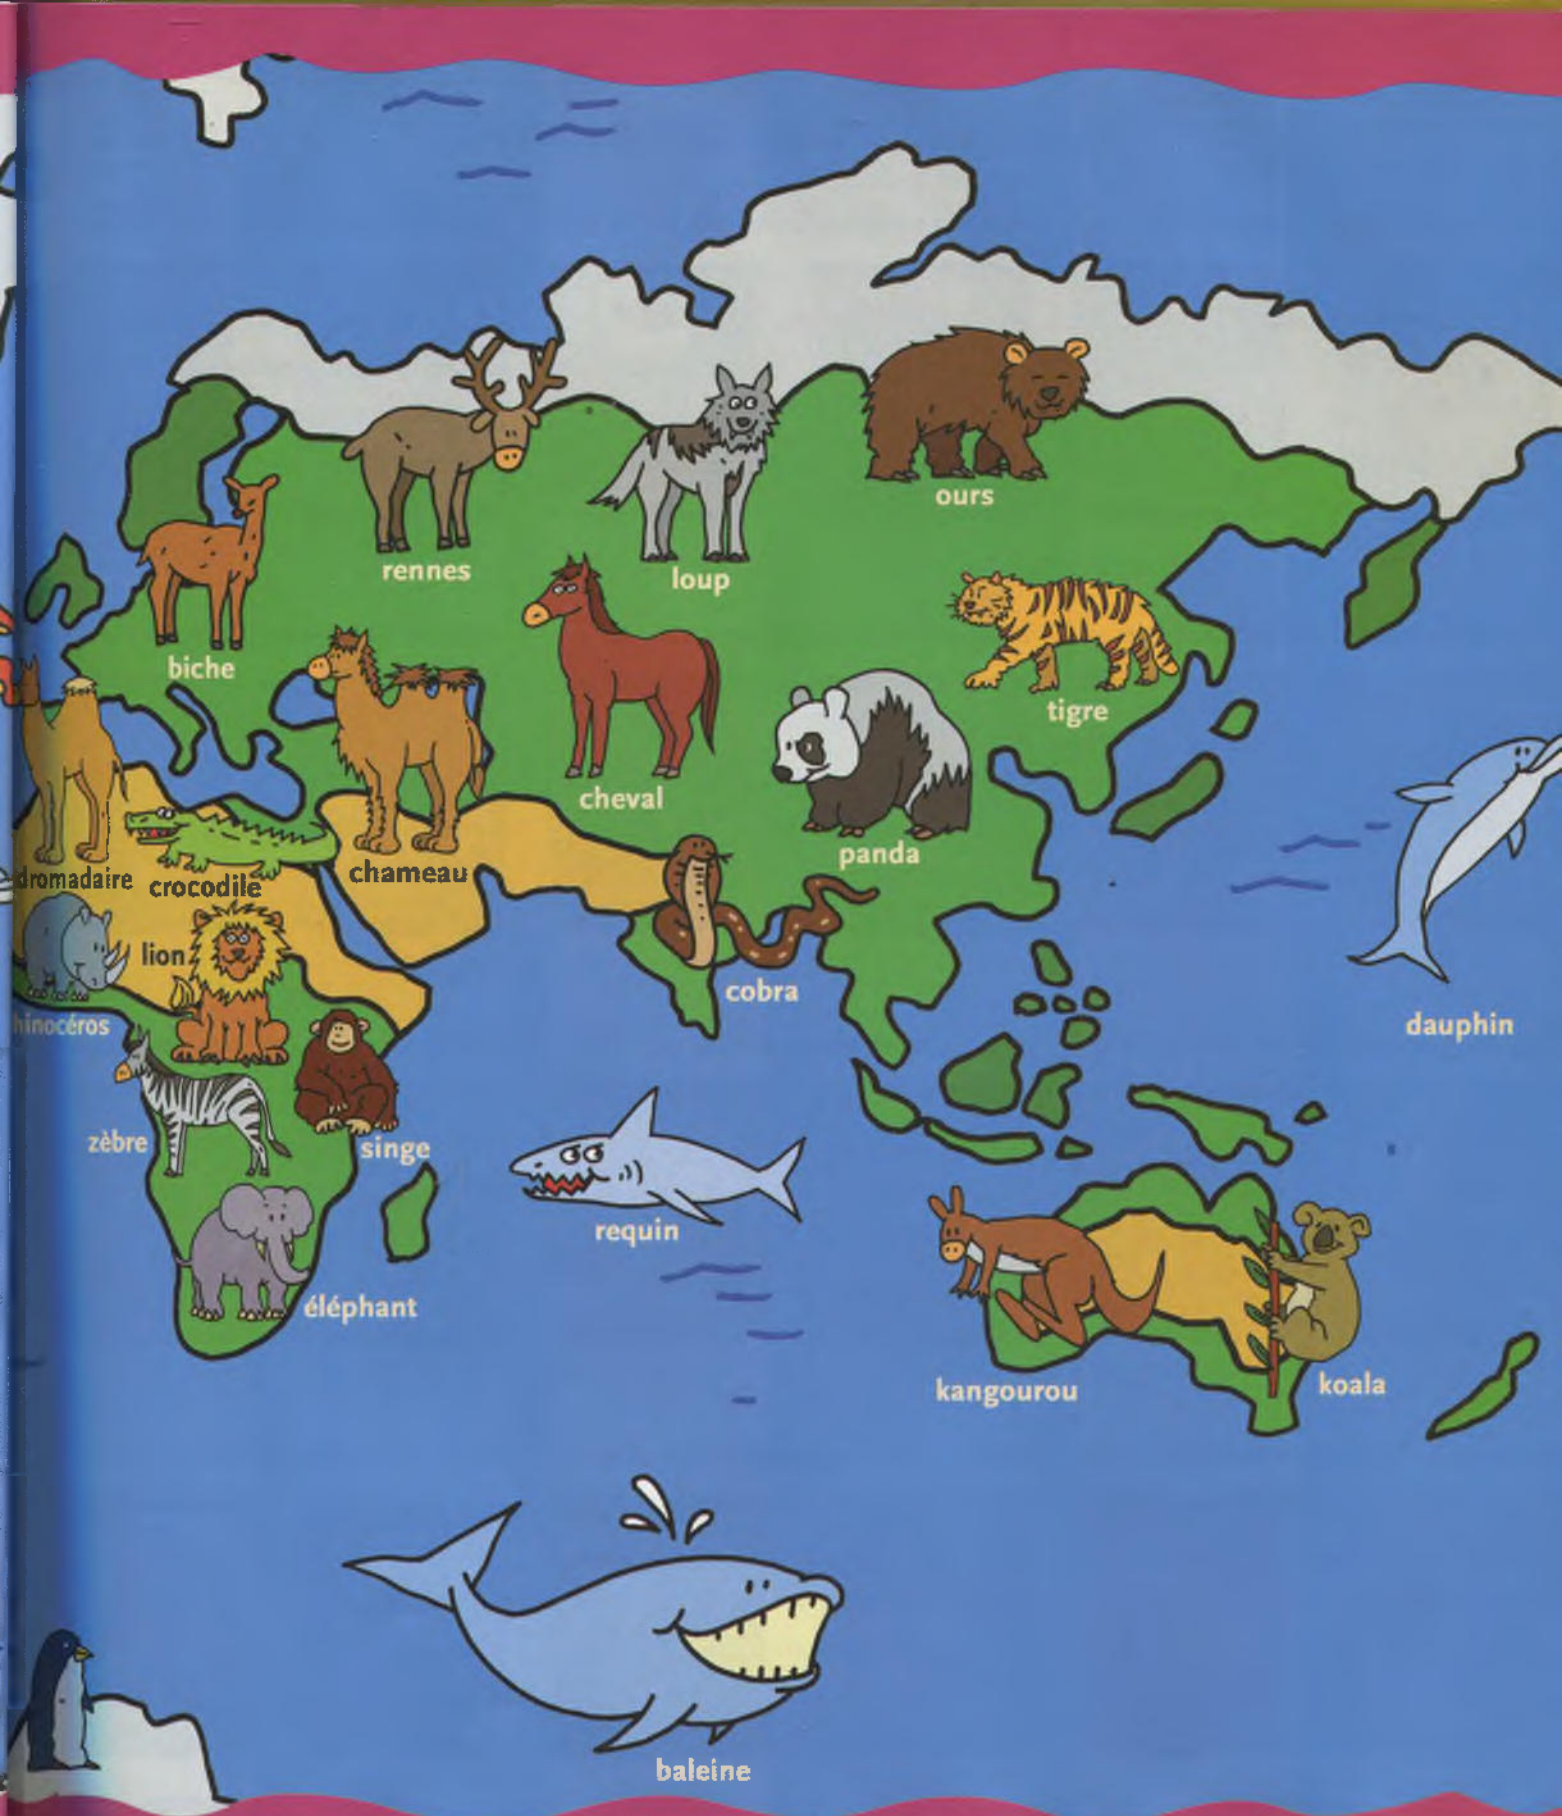 ours
rennes
loup
biche
tigre
cheval
panda
chameau
dromadaire
crocodile
lion
cobra
hinocéros
dauphin
zèbre
singe
requin
éléphant
kangourou
koala
baleine